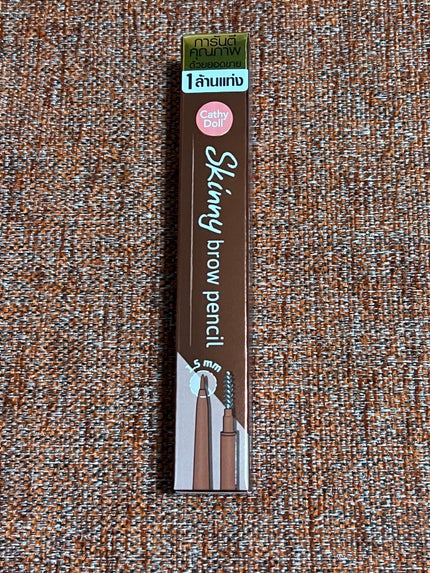 การันตี
คุณภาพ
ด้วยยอดขาย
1 ล้านแท่ง
Cathy
Doll
Skinny brow pencil
1.5 mm